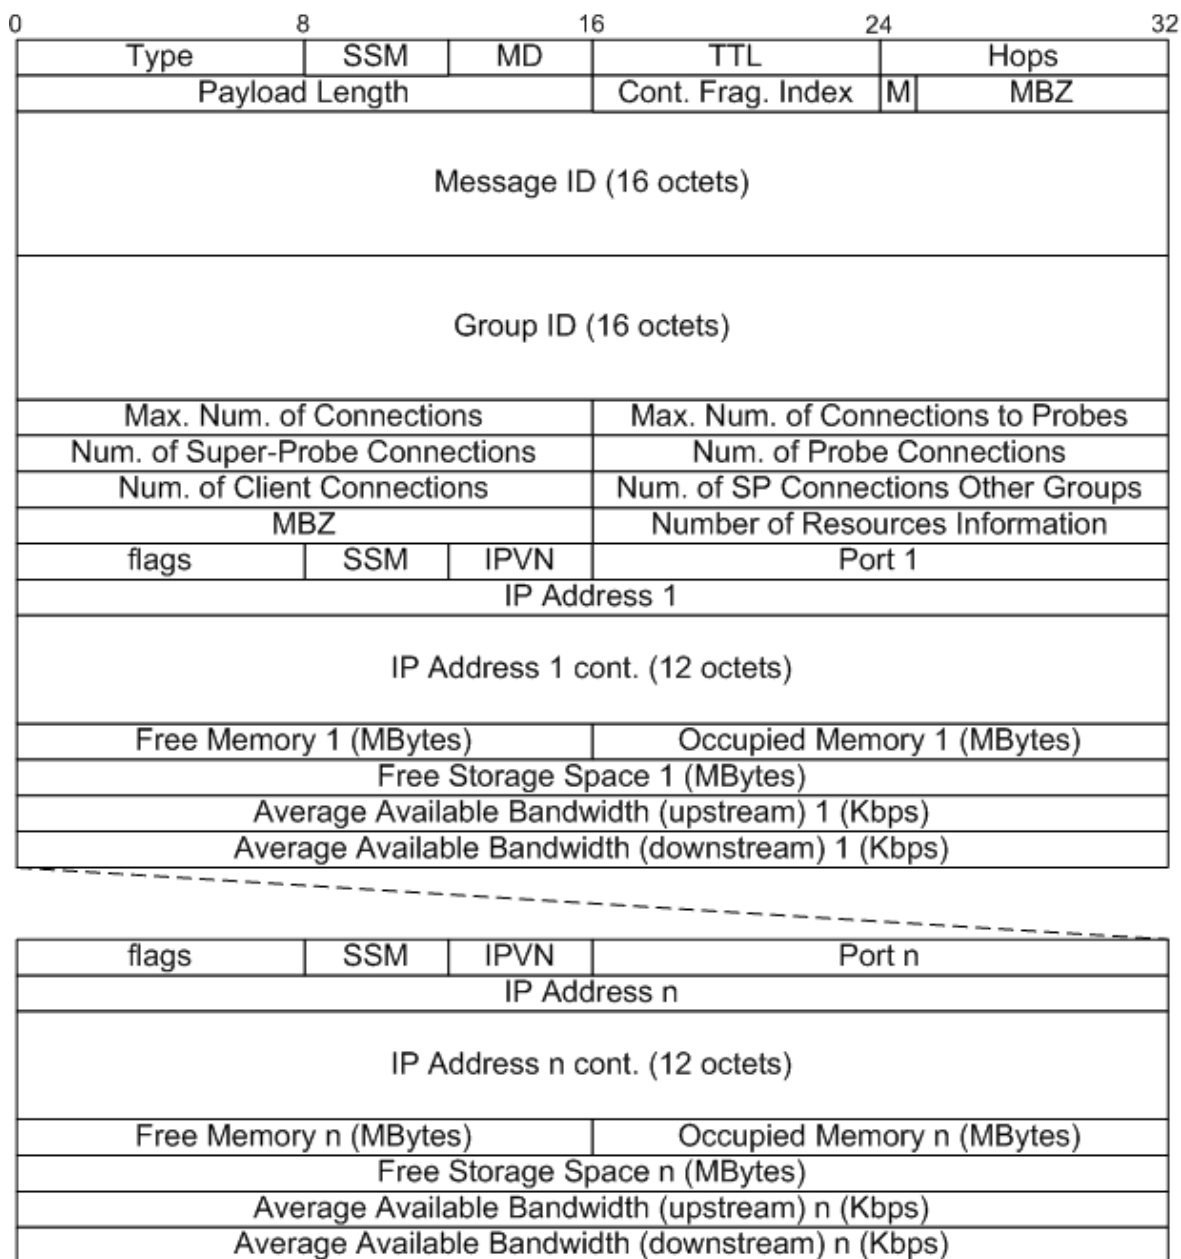 0 8 16 24 32
Type SSM MD TTL Hops
Payload Length Cont. Frag. Index M MBZ
Message ID (16 octets)
Group ID (16 octets)
Max. Num. of Connections Max. Num. of Connections to Probes
Num. of Super-Probe Connections Num. of Probe Connections
Num. of Client Connections Num. of SP Connections Other Groups
MBZ Number of Resources Information
flags SSM IPVN Port 1
IP Address 1
IP Address 1 cont. (12 octets)
Free Memory 1 (MBytes) Occupied Memory 1 (MBytes)
Free Storage Space 1 (MBytes)
Average Available Bandwidth (upstream) 1 (Kbps)
Average Available Bandwidth (downstream) 1 (Kbps)
flags SSM IPVN Port n
IP Address n
IP Address n cont. (12 octets)
Free Memory n (MBytes) Occupied Memory n (MBytes)
Free Storage Space n (MBytes)
Average Available Bandwidth (upstream) n (Kbps)
Average Available Bandwidth (downstream) n (Kbps)